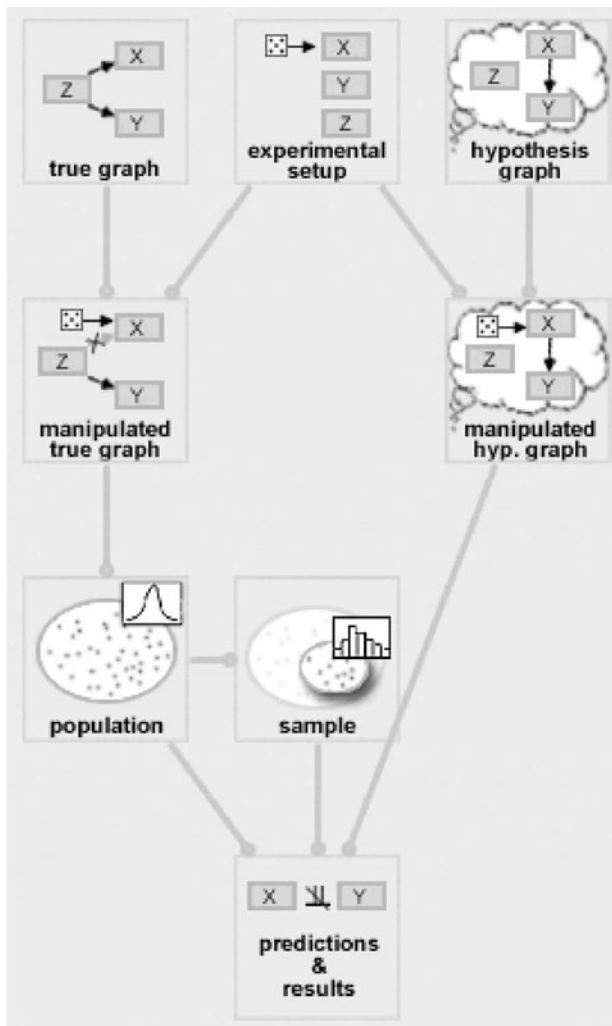 X
Z
Y
true graph
X
Y
Z
experimental
setup
X
Z
Y
hypothesis
graph
X
Z
Y
manipulated
true graph
X
Z
Y
manipulated
hyp. graph
population
sample
X
Y
predictions
&
results